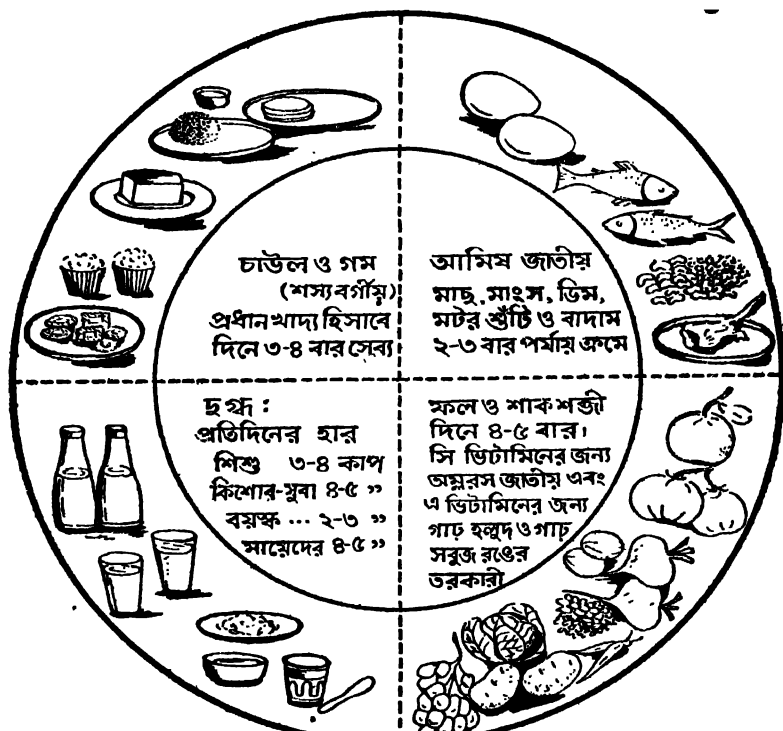 চাউল ও গম
(শস্যবর্গীয়)
প্রধান খাদ্য হিসাবে
দিনে ৩-৪ বার সেব্য
আমিষ জাতীয়
মাছ, মাংস, ডিম,
মটর শুঁটি ও বাদাম
২-৩ বার পর্যায় ক্রমে
দুগ্ধ:
প্রতিদিনের হার
শিশু ৩-৪ কাপ
কিশোর-যুবা ৪-৫ ”
বয়স্ক ... ২-৩ ”
মায়েদের ৪-৫ ”
ফল ও শাক শব্জী
দিনে ৪-৫ বার।
সি ভিটামিনের জন্য
অম্লরস জাতীয় এবং
এ ভিটামিনের জন্য
গাঢ় হলুদ ও গাঢ়
সবুজ রঙের
তরকারী